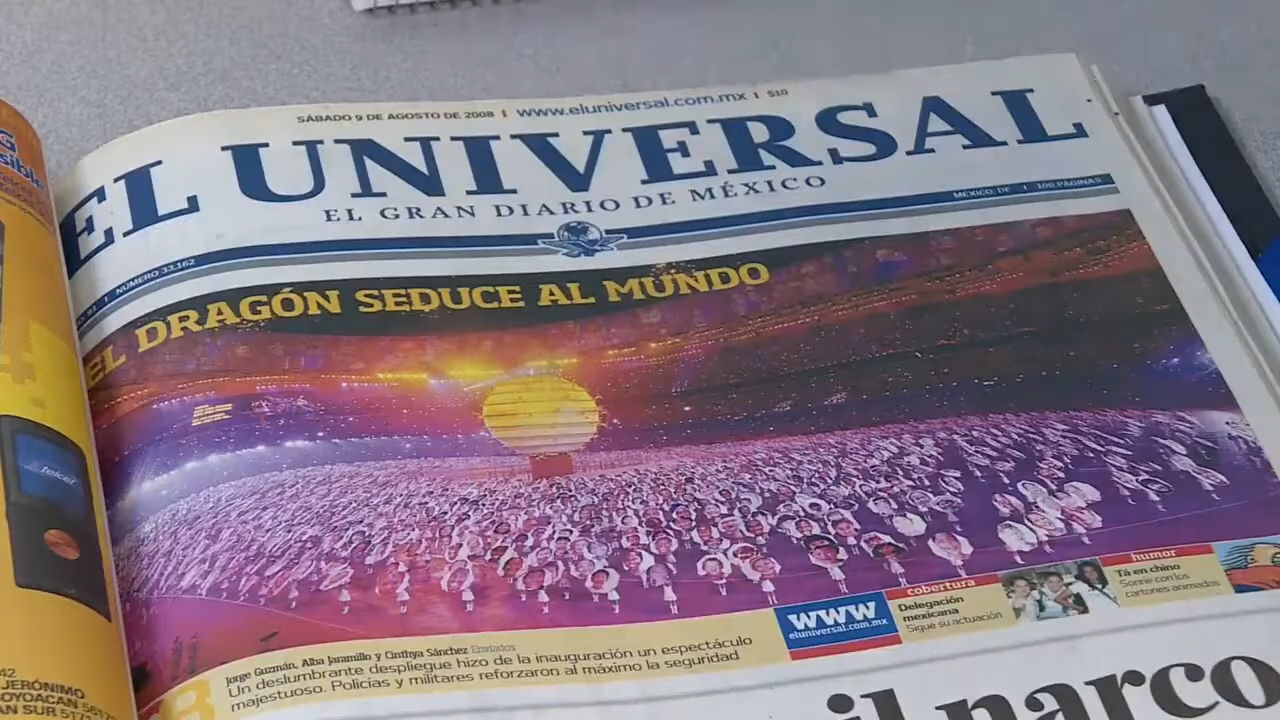 SÁBADO 9 DE AGOSTO DE 2008 | www.eluniversal.com.mx | $10
EL UNIVERSAL
EL GRAN DIARIO DE MÉXICO
NÚMERO 33,162
MÉXICO, DF | 100 PÁGINAS
EL DRAGÓN SEDUCE AL MUNDO
Jorge Guzmán, Alba Jaramillo y Cinthya Sánchez Enviados
Un deslumbrante despliegue hizo de la inauguración un espectáculo
majestuoso. Policías y militares reforzaron al máximo la seguridad
www
eluniversal.com.mx
cobertura
Delegación
mexicana
Sigue su actuación
humor
Tá en chino
Sonríe con los
cartones animados
il narco
telcel
G
sible
42
JERÓNIMO
OYOACAN
AN SUR